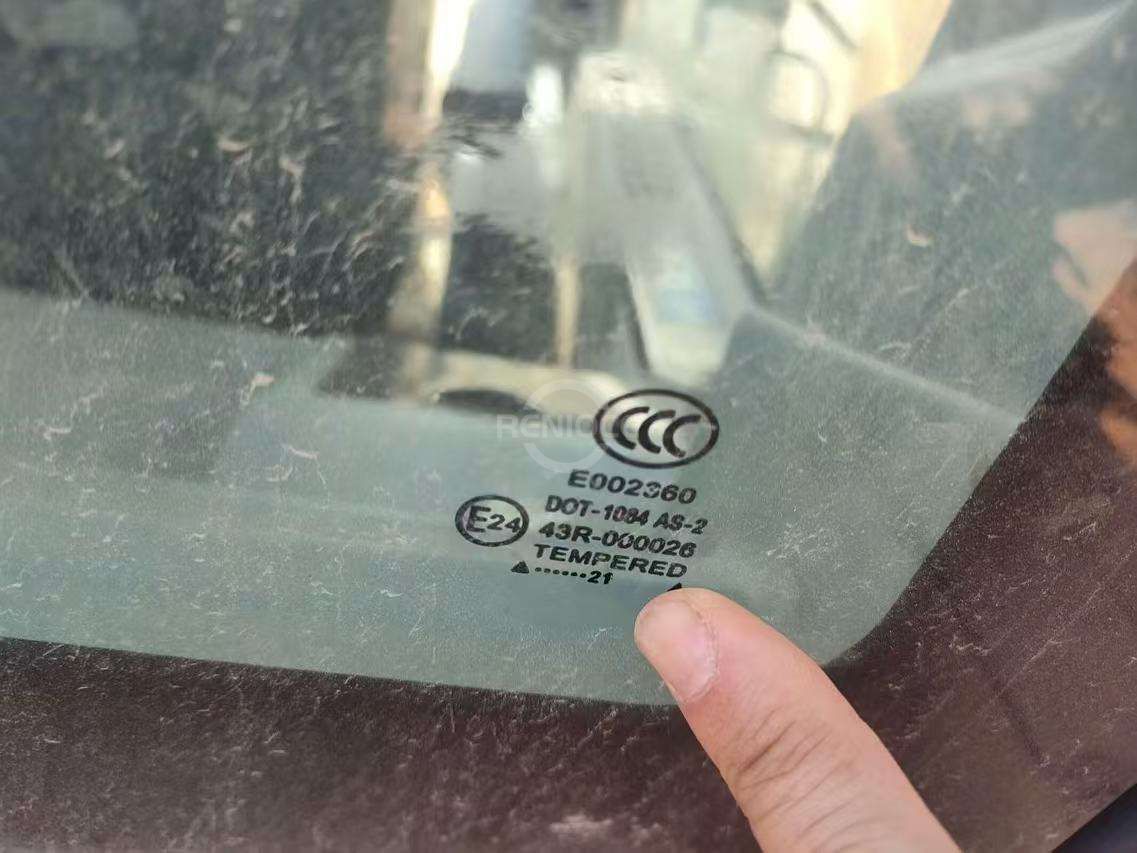 CCC
E002360
DOT-1084 AS-2
E24
43R-000026
TEMPERED
▲ ......21